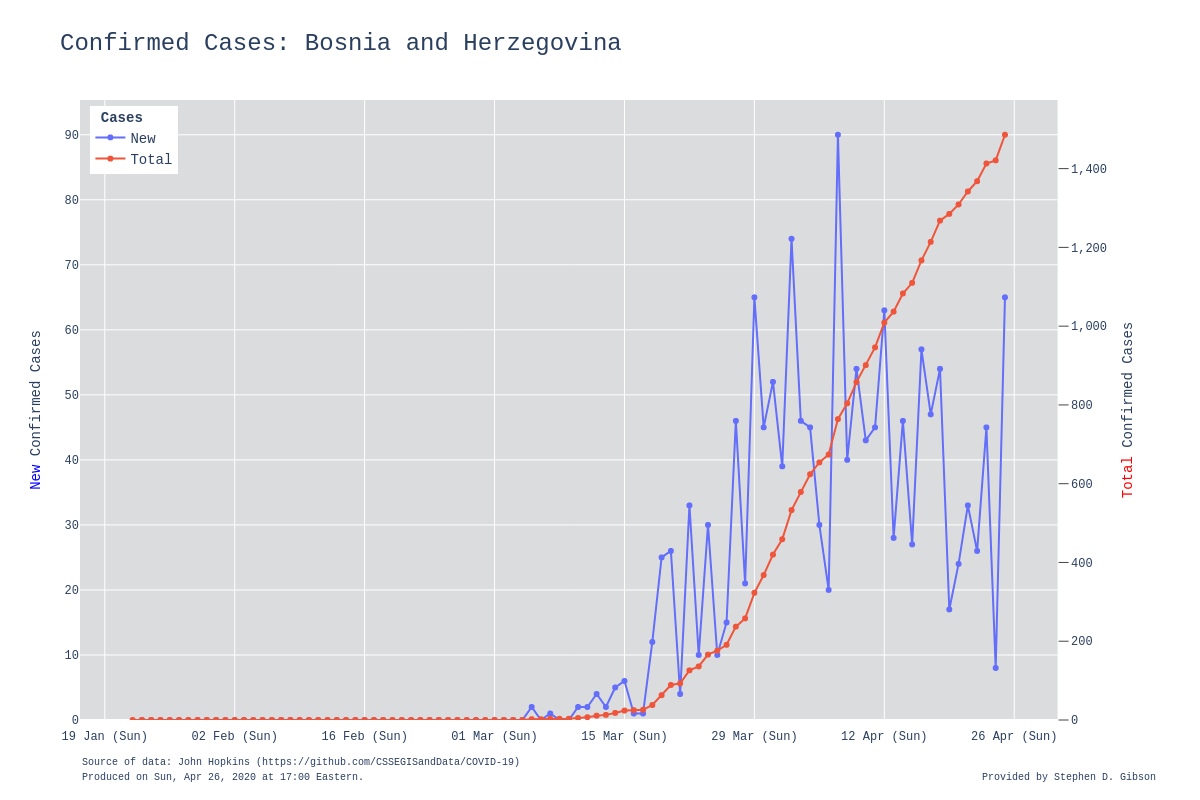 Confirmed Cases: Bosnia and Herzegovina
Cases
New
Total
90
80
70
60
50
40
30
20
10
0
New Confirmed Cases
1,400
1,200
1,000
800
600
400
200
0
Total Confirmed Cases
19 Jan (Sun) 02 Feb (Sun) 16 Feb (Sun) 01 Mar (Sun) 15 Mar (Sun) 29 Mar (Sun) 12 Apr (Sun) 26 Apr (Sun)
Source of data: John Hopkins (https://github.com/CSSEGISandData/COVID-19)
Produced on Sun, Apr 26, 2020 at 17:00 Eastern.
Provided by Stephen D. Gibson